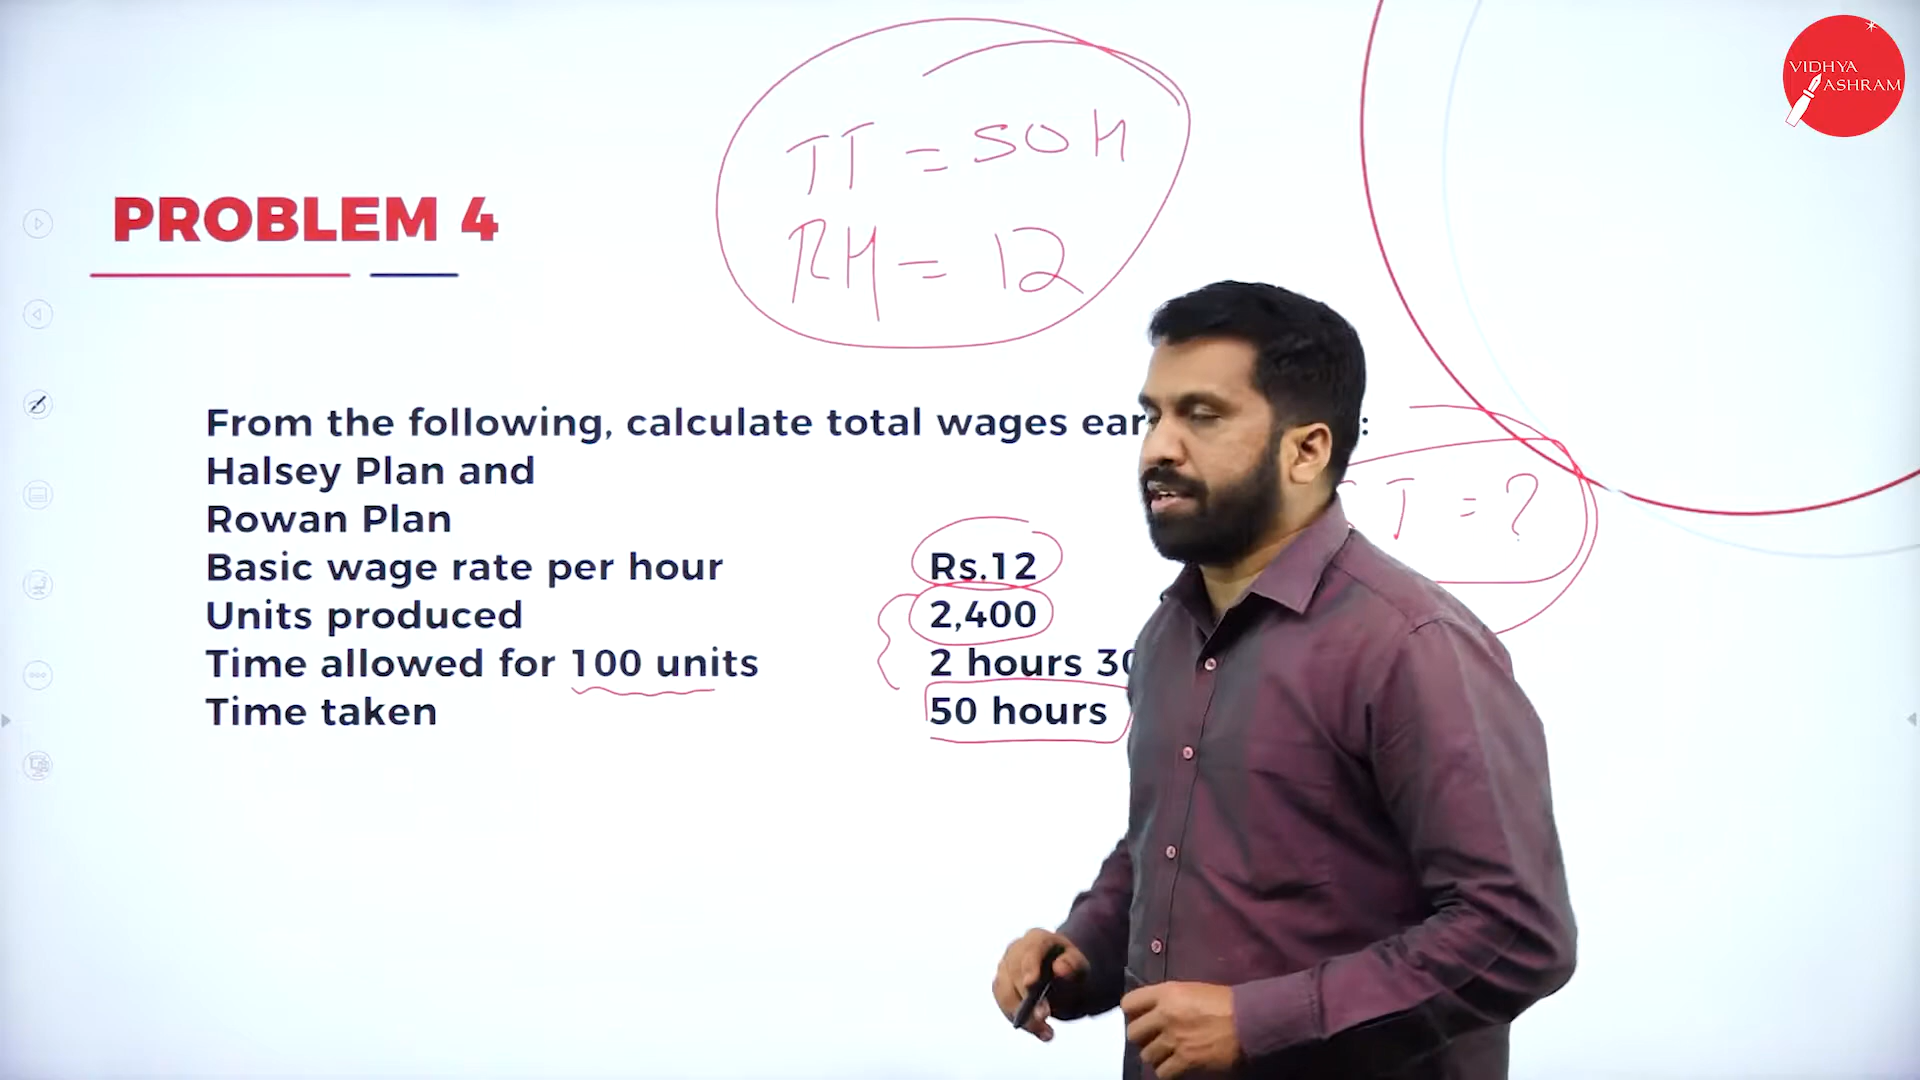 VIDHYA
ASHRAM
TT = 50 H
RH = 12
PROBLEM 4
From the following, calculate total wages :
Halsey Plan and
Rowan Plan
T = ?
Basic wage rate per hour Rs.12
Units produced 2,400
Time allowed for 100 units 2 hours 30
Time taken 50 hours